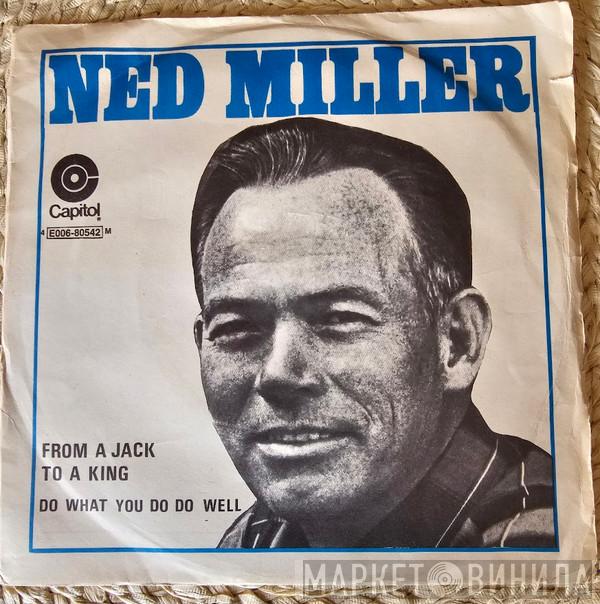 NED MILLER
Capitol
4 E006-80542 M
FROM A JACK
TO A KING
DO WHAT YOU DO DO WELL
МАРКЕТ ВИНИЛА